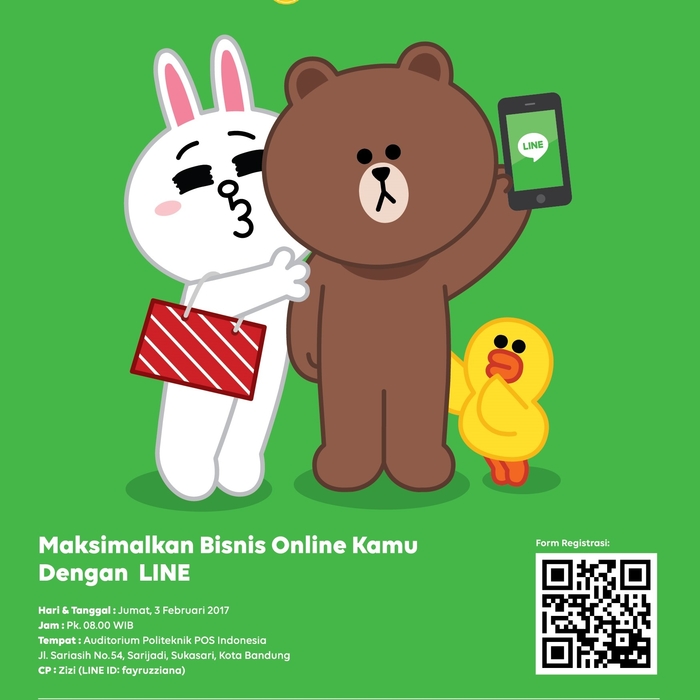 LINE
Maksimalkan Bisnis Online Kamu
Dengan LINE
Form Registrasi:
Hari & Tanggal : Jumat, 3 Februari 2017
Jam : Pk. 08.00 WIB
Tempat : Auditorium Politeknik POS Indonesia
Jl. Sariasih No.54, Sarijadi, Sukasari, Kota Bandung
CP : Zizi (LINE ID: fayruzziana)